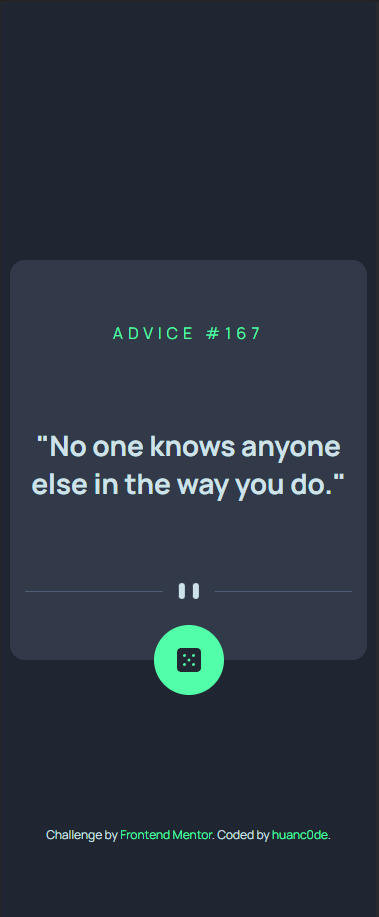 ADVICE #167
"No one knows anyone
else in the way you do."
Challenge by Frontend Mentor. Coded by huanc0de.